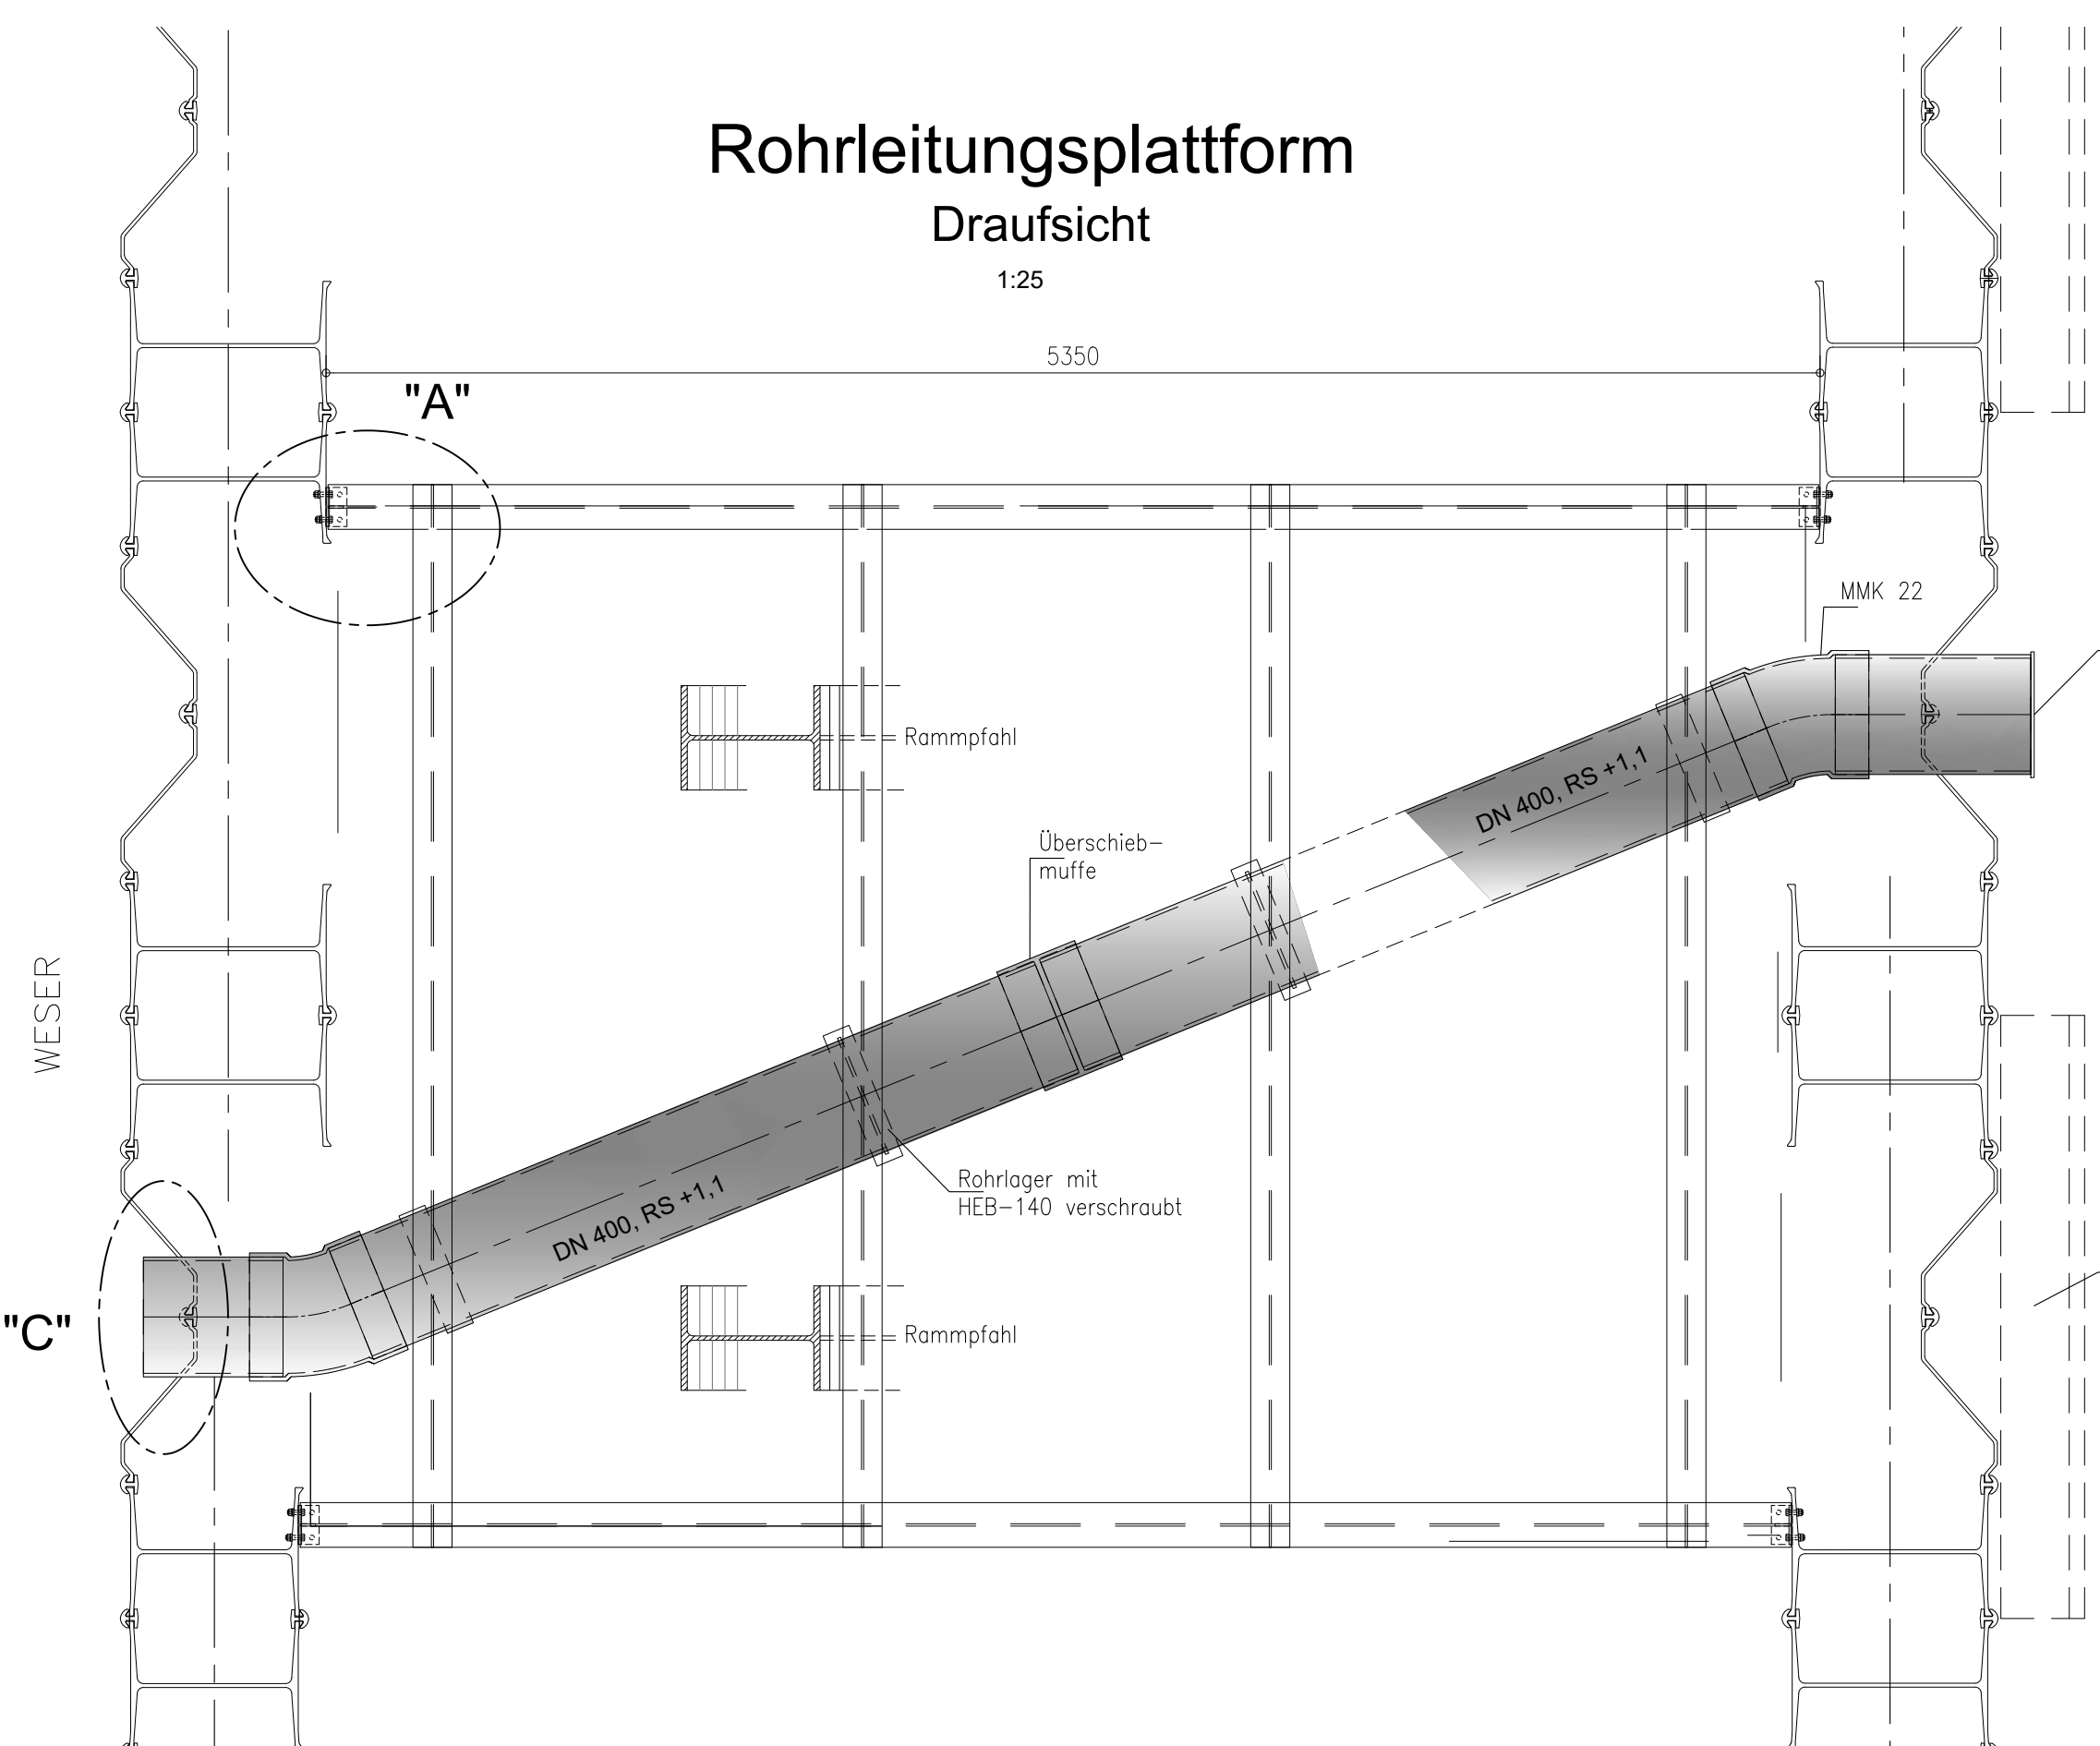 Rohrleitungsplattform
Draufsicht
1:25
5350
"A"
MMK 22
Rammpfahl
DN 400, RS +1,1
Überschieb-
muffe
WESER
Rohrlager mit
HEB-140 verschraubt
DN 400, RS +1,1
"C"
Rammpfahl